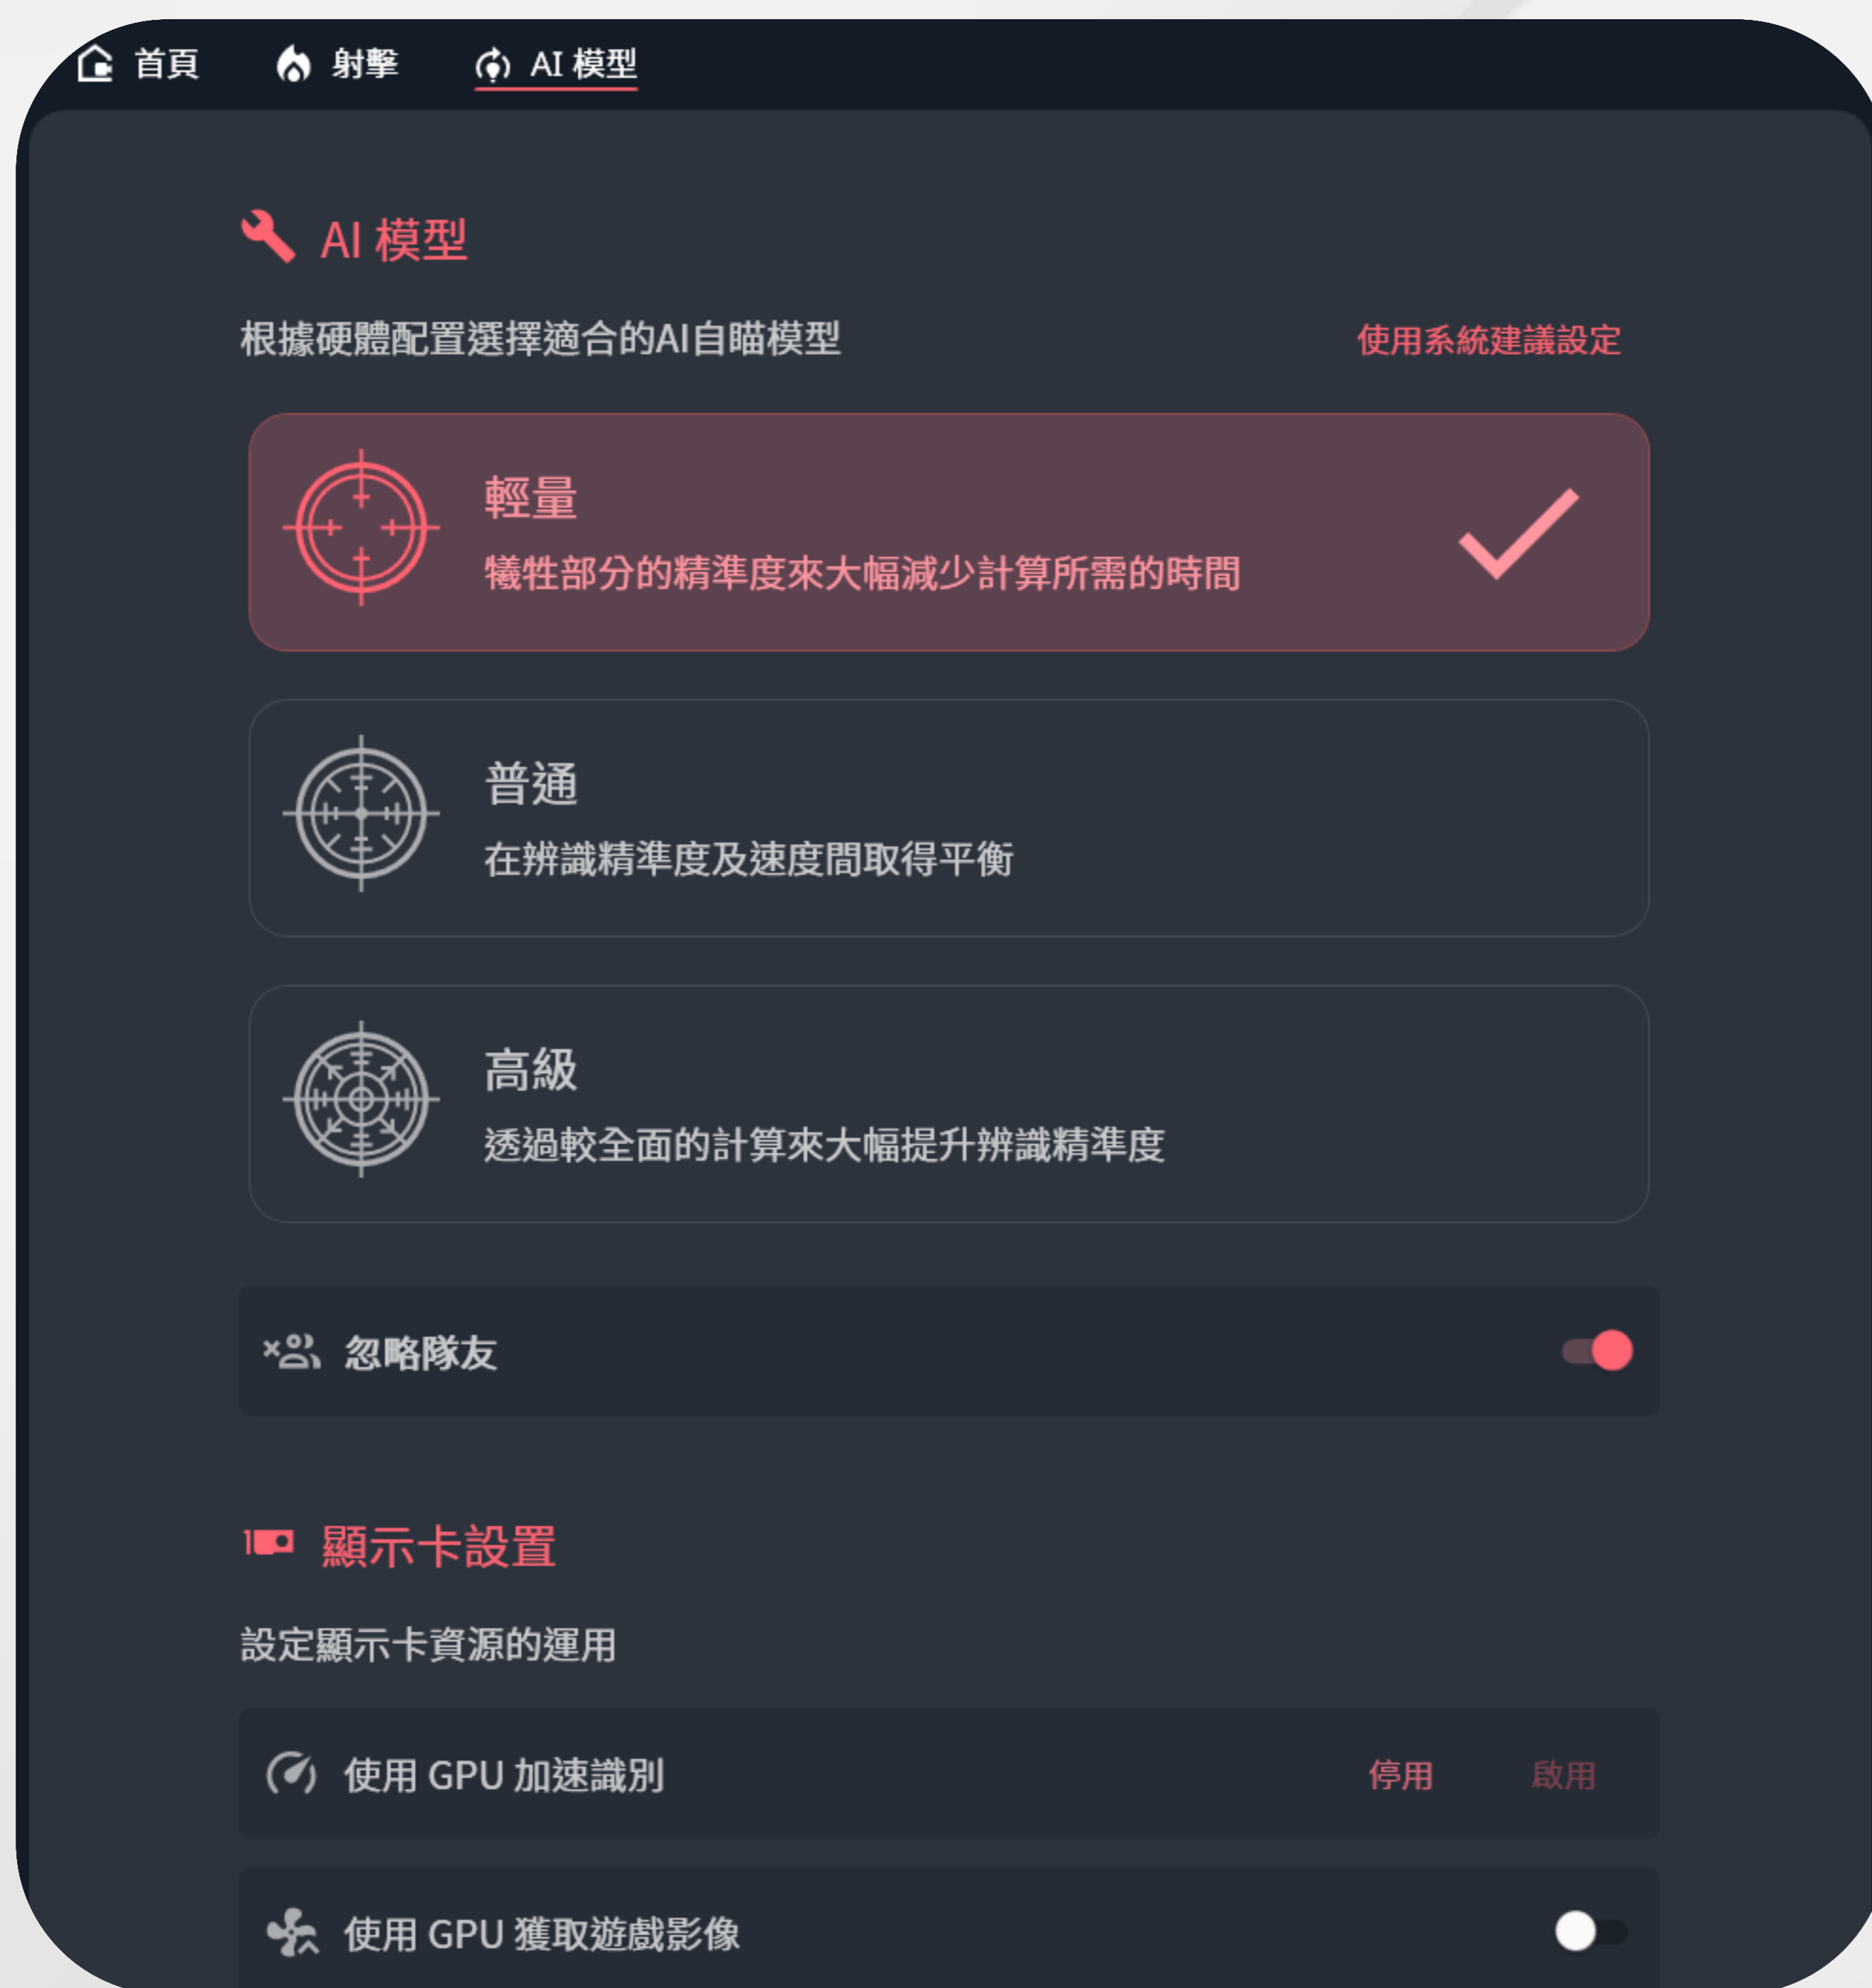 首頁 射擊 AI 模型
AI 模型
根據硬體配置選擇適合的AI自瞄模型
使用系統建議設定
輕量
犧牲部分的精準度來大幅減少計算所需的時間
普通
在辨識精準度及速度間取得平衡
高級
透過較全面的計算來大幅提升辨識精準度
忽略隊友
顯示卡設置
設定顯示卡資源的運用
使用 GPU 加速識別 停用 啟用
使用 GPU 獲取遊戲影像